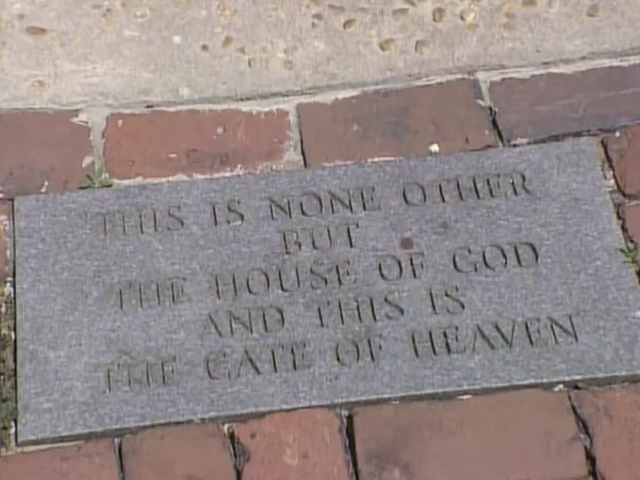 THIS IS NONE OTHER
BUT
THE HOUSE OF GOD
AND THIS IS
THE GATE OF HEAVEN